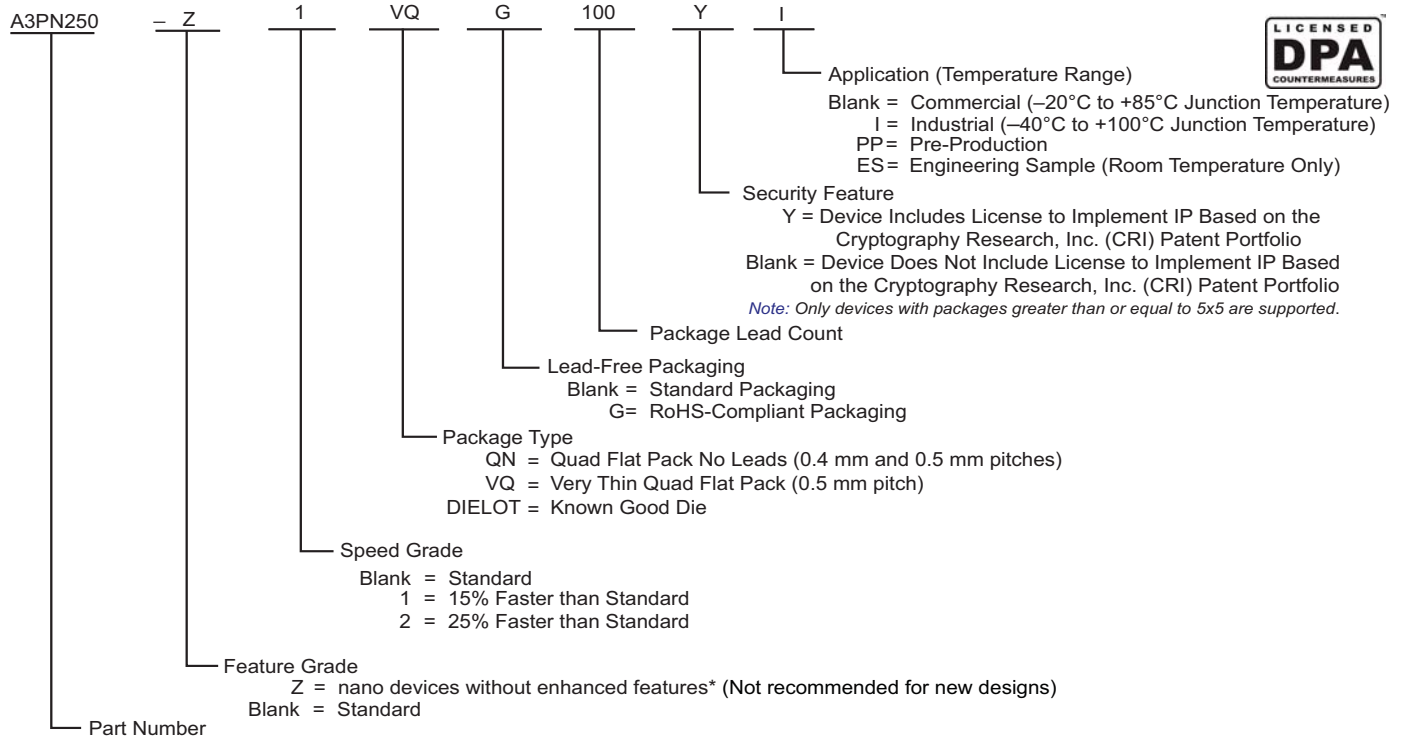 A3PN250 – Z 1 VQ G 100 Y I
LICENSED ™
DPA
COUNTERMEASURES
Application (Temperature Range)
Blank = Commercial (–20°C to +85°C Junction Temperature)
I = Industrial (–40°C to +100°C Junction Temperature)
PP= Pre-Production
ES= Engineering Sample (Room Temperature Only)
Security Feature
Y = Device Includes License to Implement IP Based on the
Cryptography Research, Inc. (CRI) Patent Portfolio
Blank = Device Does Not Include License to Implement IP Based
on the Cryptography Research, Inc. (CRI) Patent Portfolio
Note: Only devices with packages greater than or equal to 5x5 are supported.
Package Lead Count
Lead-Free Packaging
Blank = Standard Packaging
G= RoHS-Compliant Packaging
Package Type
QN = Quad Flat Pack No Leads (0.4 mm and 0.5 mm pitches)
VQ = Very Thin Quad Flat Pack (0.5 mm pitch)
DIELOT = Known Good Die
Speed Grade
Blank = Standard
1 = 15% Faster than Standard
2 = 25% Faster than Standard
Feature Grade
Z = nano devices without enhanced features* (Not recommended for new designs)
Blank = Standard
Part Number